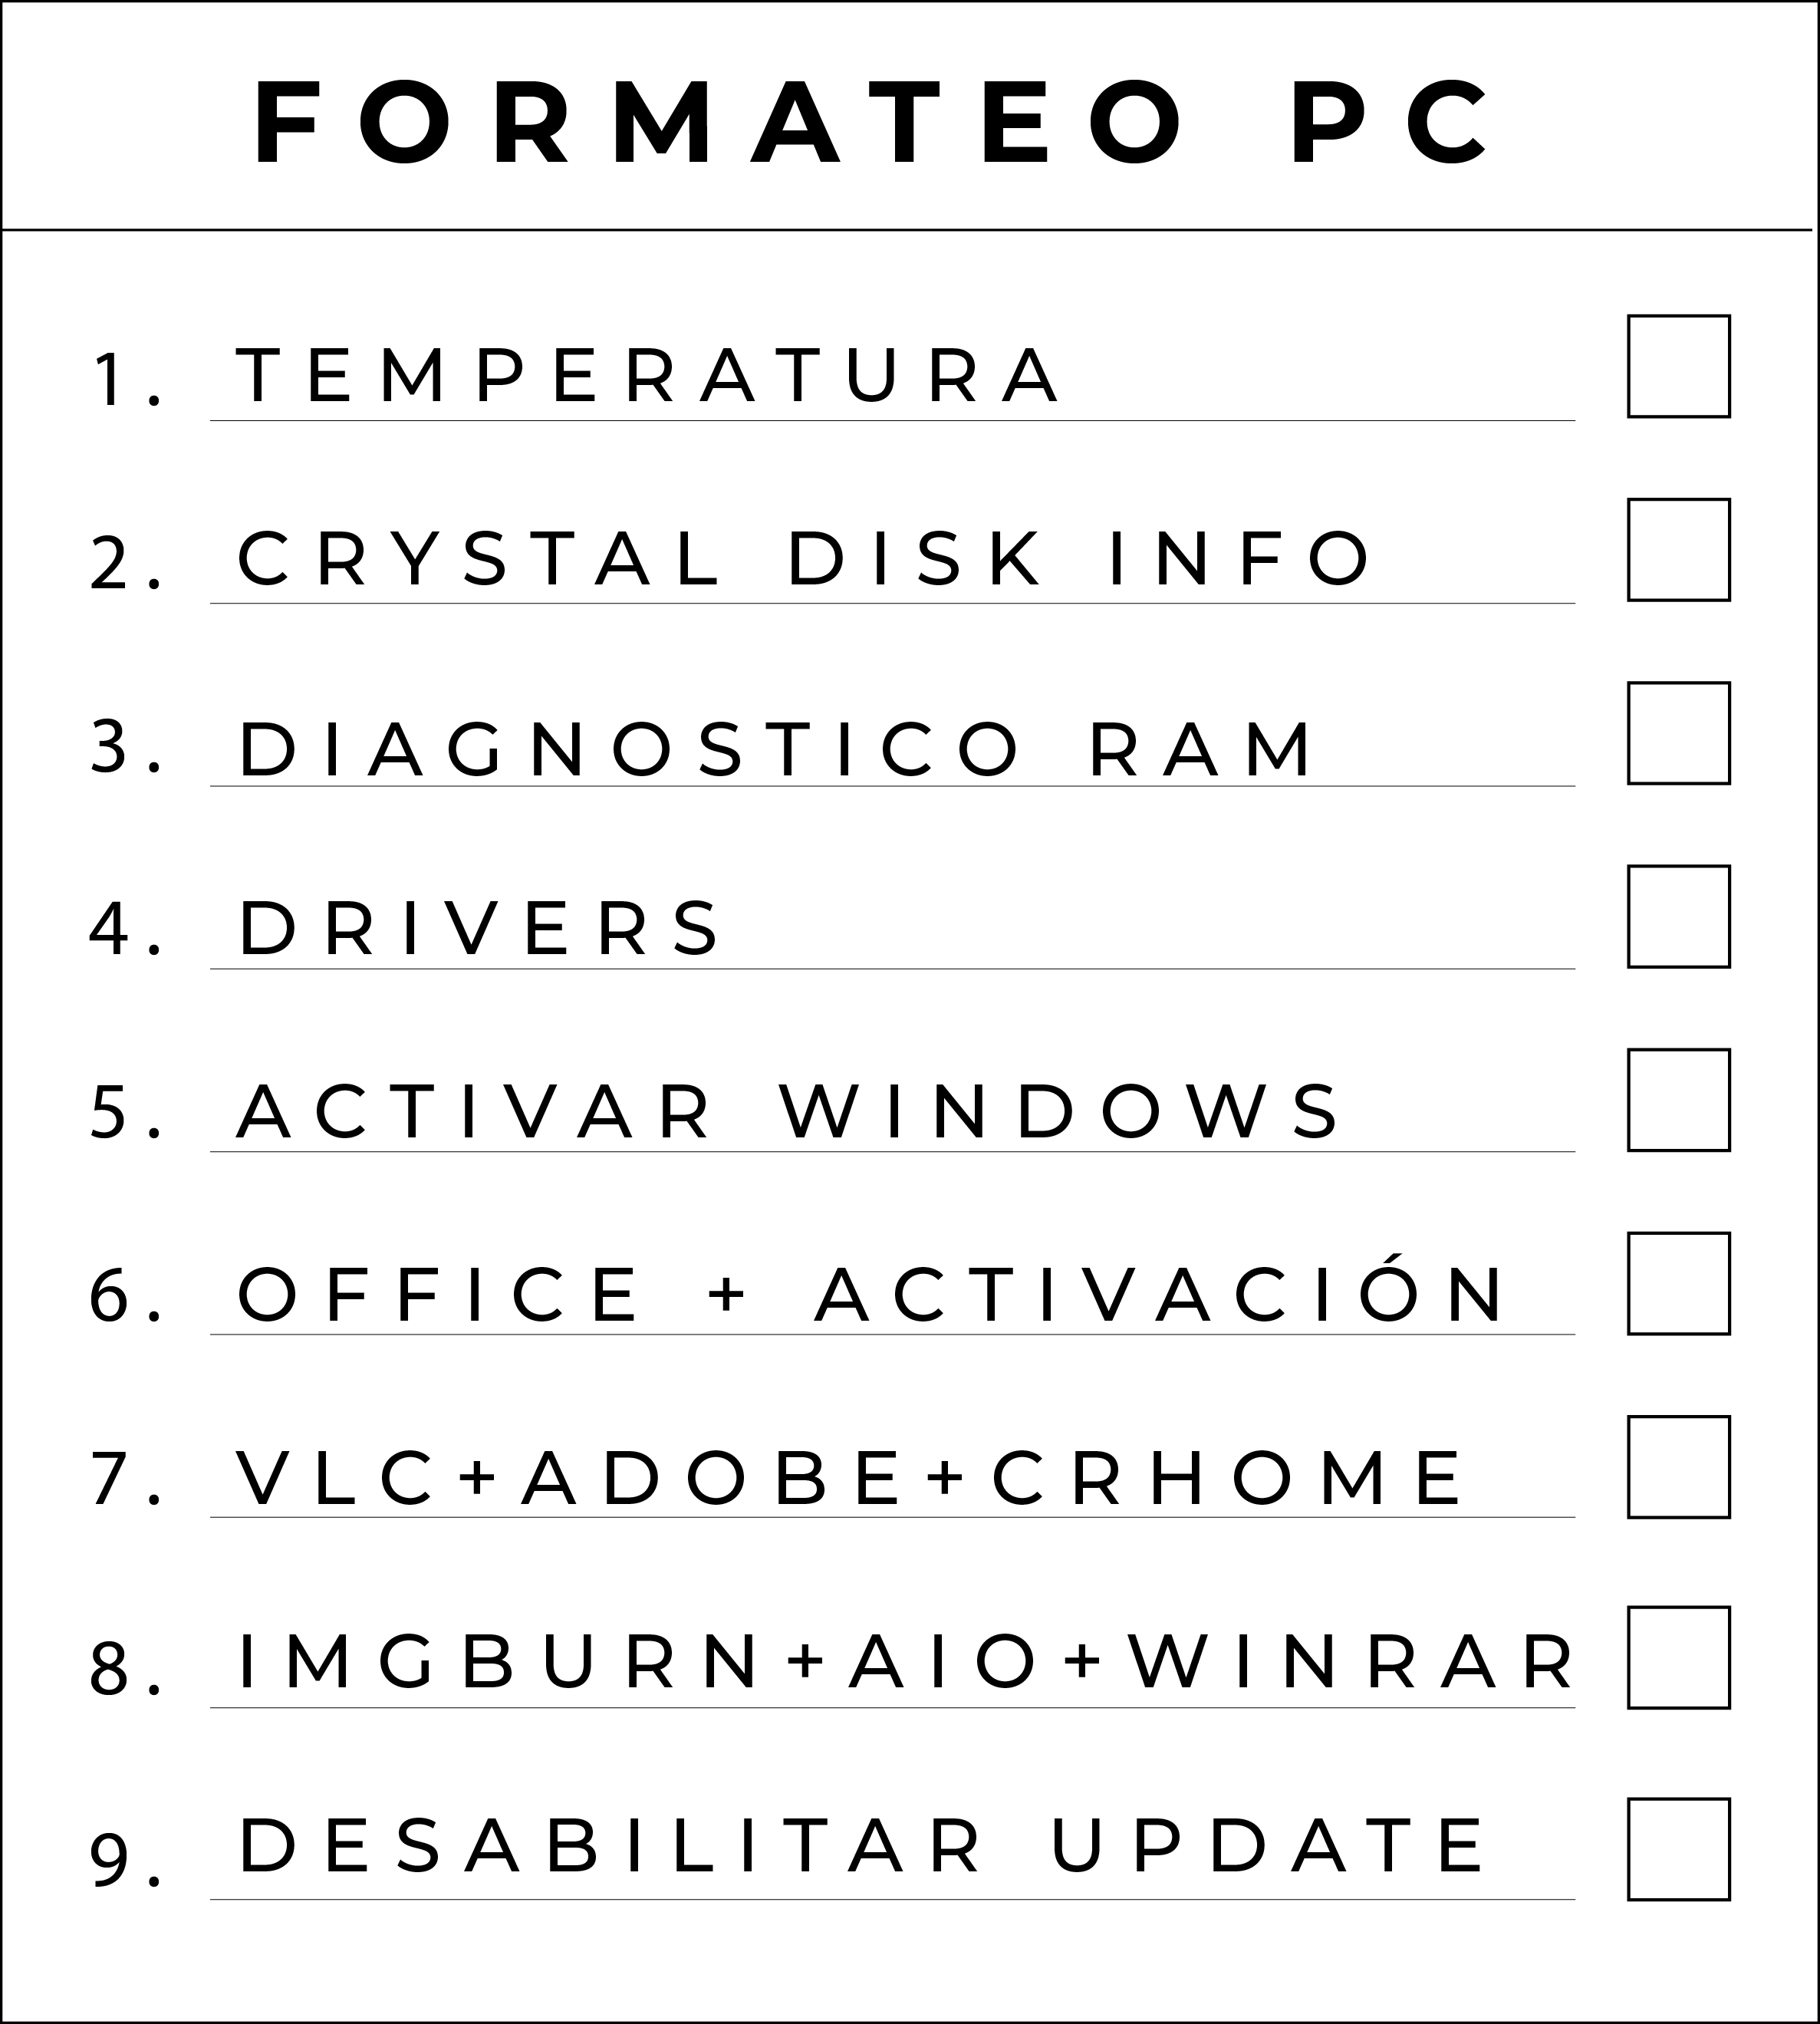 FORMATEO PC
1. TEMPERATURA
2. CRYSTAL DISK INFO
3. DIAGNOSTICO RAM
4. DRIVERS
5. ACTIVAR WINDOWS
6. OFFICE + ACTIVACIÓN
7. VLC+ADOBE+CRHOME
8. IMGBURN+AIO+WINRAR
9. DESABILITAR UPDATE